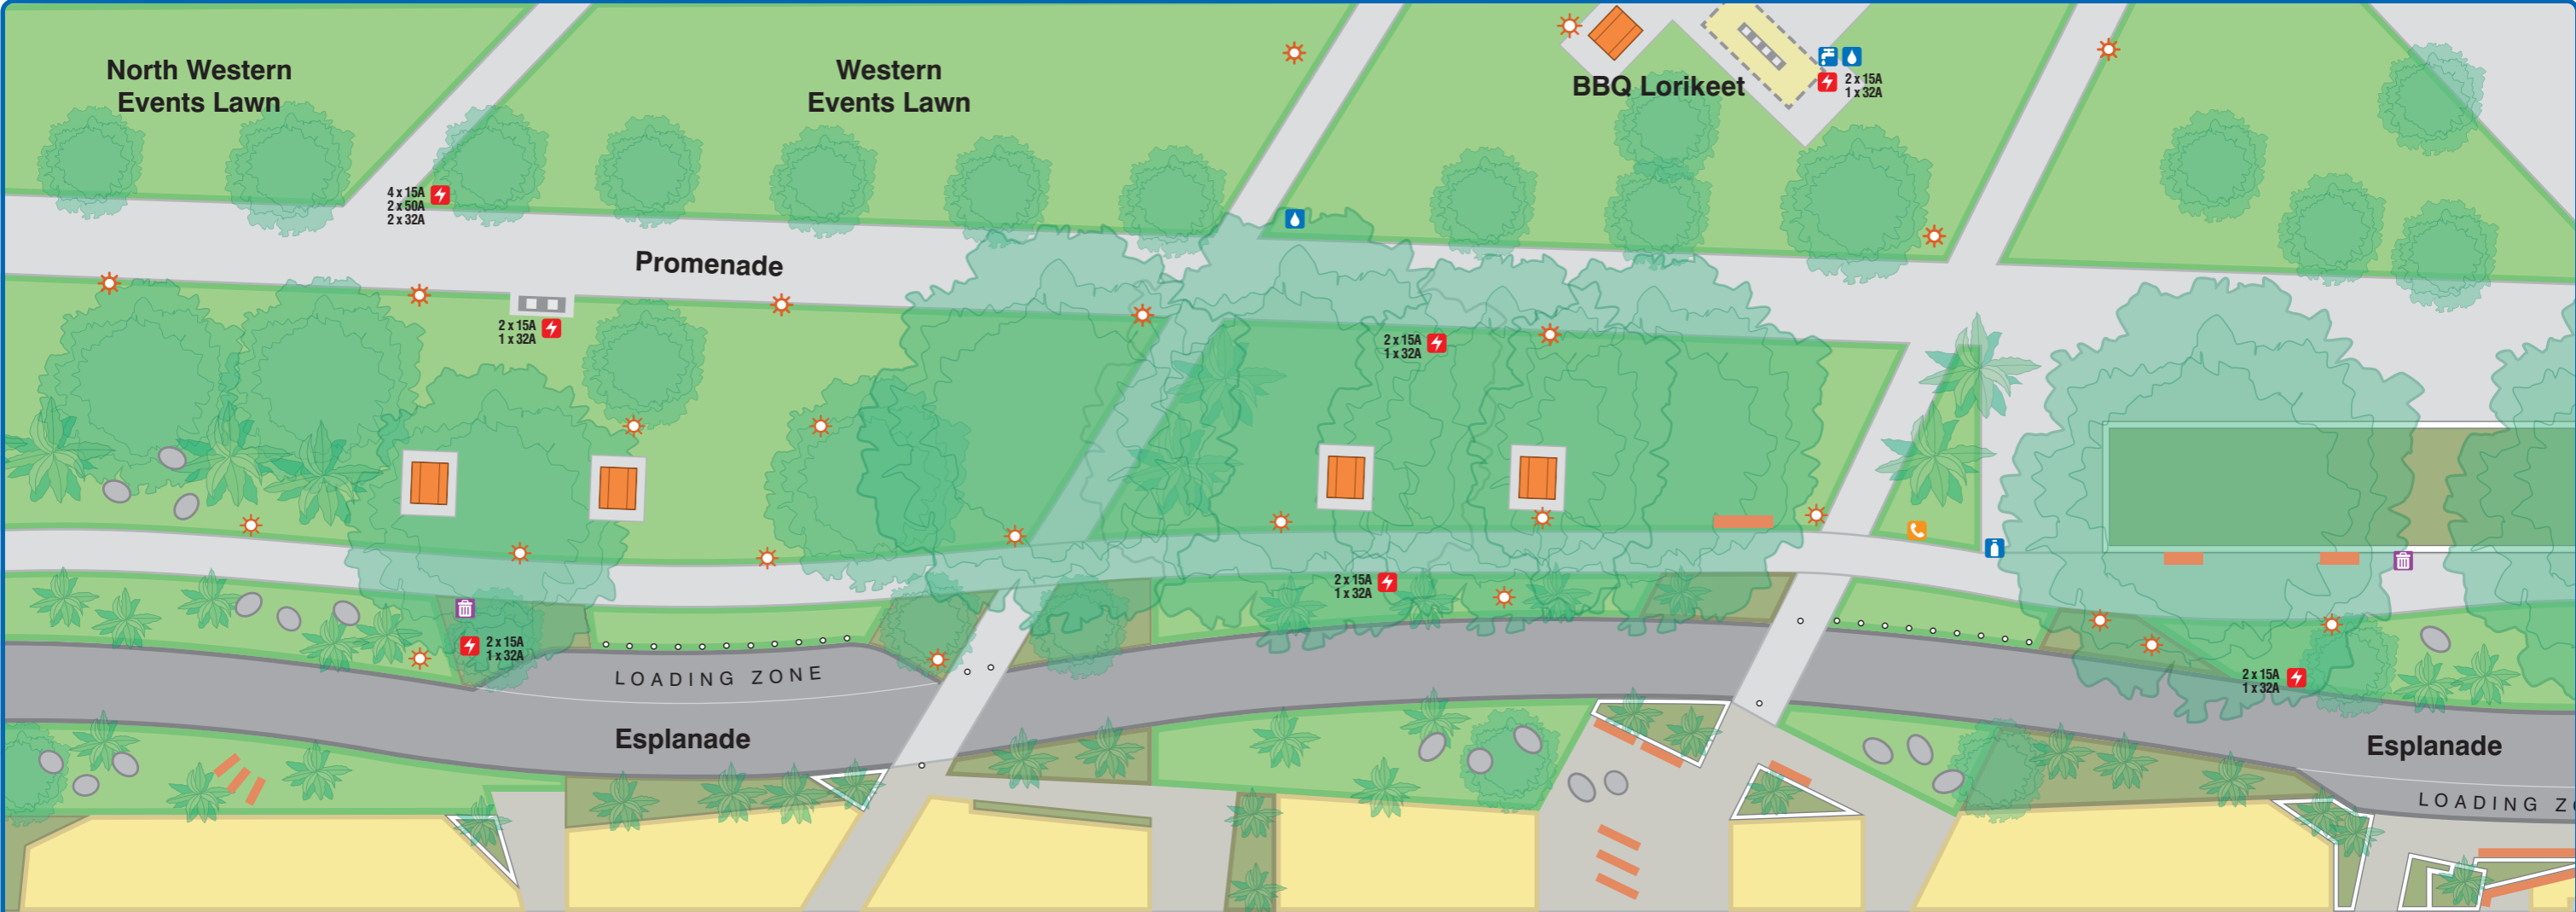 North Western
Events Lawn
Western
Events Lawn
BBQ Lorikeet
2 x 15A
1 x 32A
4 x 15A
2 x 50A
2 x 32A
Promenade
2 x 15A
1 x 32A
2 x 15A
1 x 32A
2 x 15A
1 x 32A
2 x 15A
1 x 32A
LOADING ZONE
2 x 15A
1 x 32A
Esplanade
Esplanade
LOADING Z